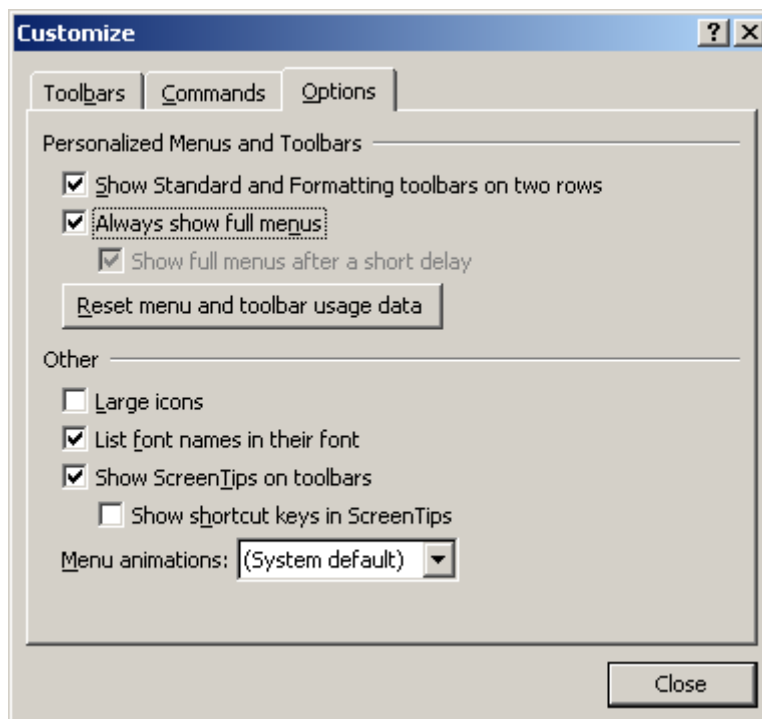 Customize
Toolbars Commands Options
Personalized Menus and Toolbars
Show Standard and Formatting toolbars on two rows
Always show full menus
Show full menus after a short delay
Reset menu and toolbar usage data
Other
Large icons
List font names in their font
Show ScreenTips on toolbars
Show shortcut keys in ScreenTips
Menu animations: (System default)
Close